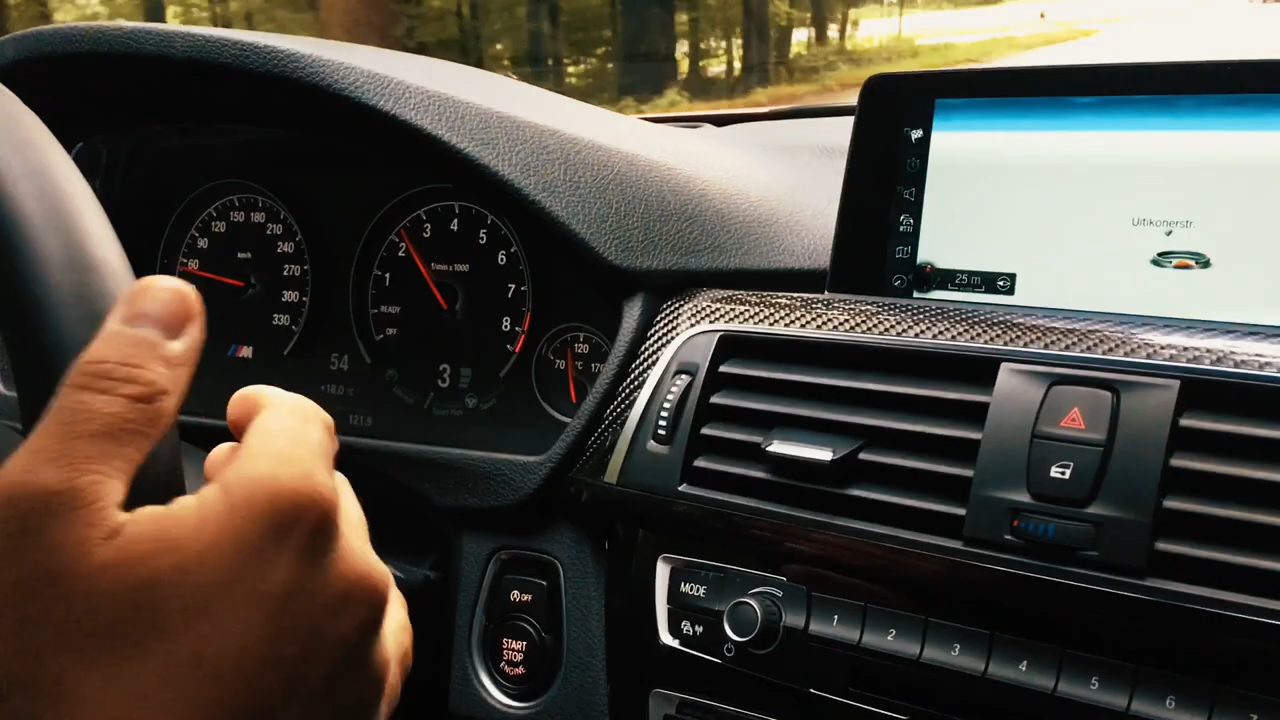 150 180
120 210
90 240
60 270
300
330
km/h
M
4
3 5
2 6
1/min x 1000
1 7
READY 8
OFF
54
+18.0 °C
3
121.9
120
70 °C 170
RTTI
Uitikonerstr.
25 m
OFF
START
STOP
ENGINE
MODE
1 2 3 4 5 6 7